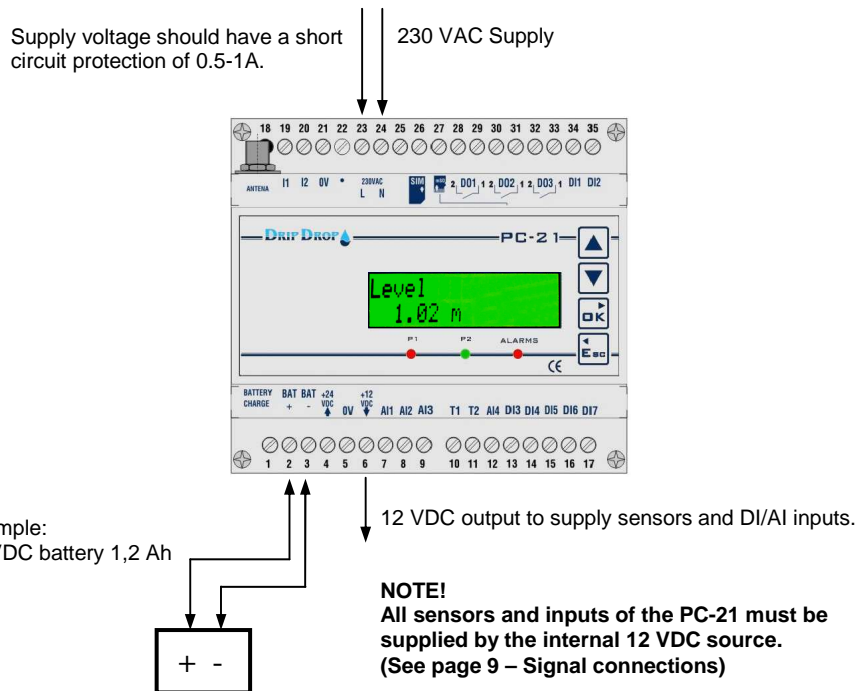 Supply voltage should have a short
circuit protection of 0.5-1A.
230 VAC Supply
18 19 20 21 22 23 24 25 26 27 28 29 30 31 32 33 34 35
ANTENA I1 I2 0V • 230VAC L N SIM 2 DO1 1 2 DO2 1 2 DO3 1 DI1 DI2
DRIP DROP PC-21
Level
1.02 m
OK
P1 P2 ALARMS
Esc
CE
BATTERY CHARGE BAT + BAT - +24 VDC 0V +12 VDC AI1 AI2 AI3 T1 T2 AI4 DI3 DI4 DI5 DI6 DI7
1 2 3 4 5 6 7 8 9 10 11 12 13 14 15 16 17
mple:
VDC battery 1,2 Ah
12 VDC output to supply sensors and DI/AI inputs.
NOTE!
All sensors and inputs of the PC-21 must be
supplied by the internal 12 VDC source.
(See page 9 – Signal connections)
+ -